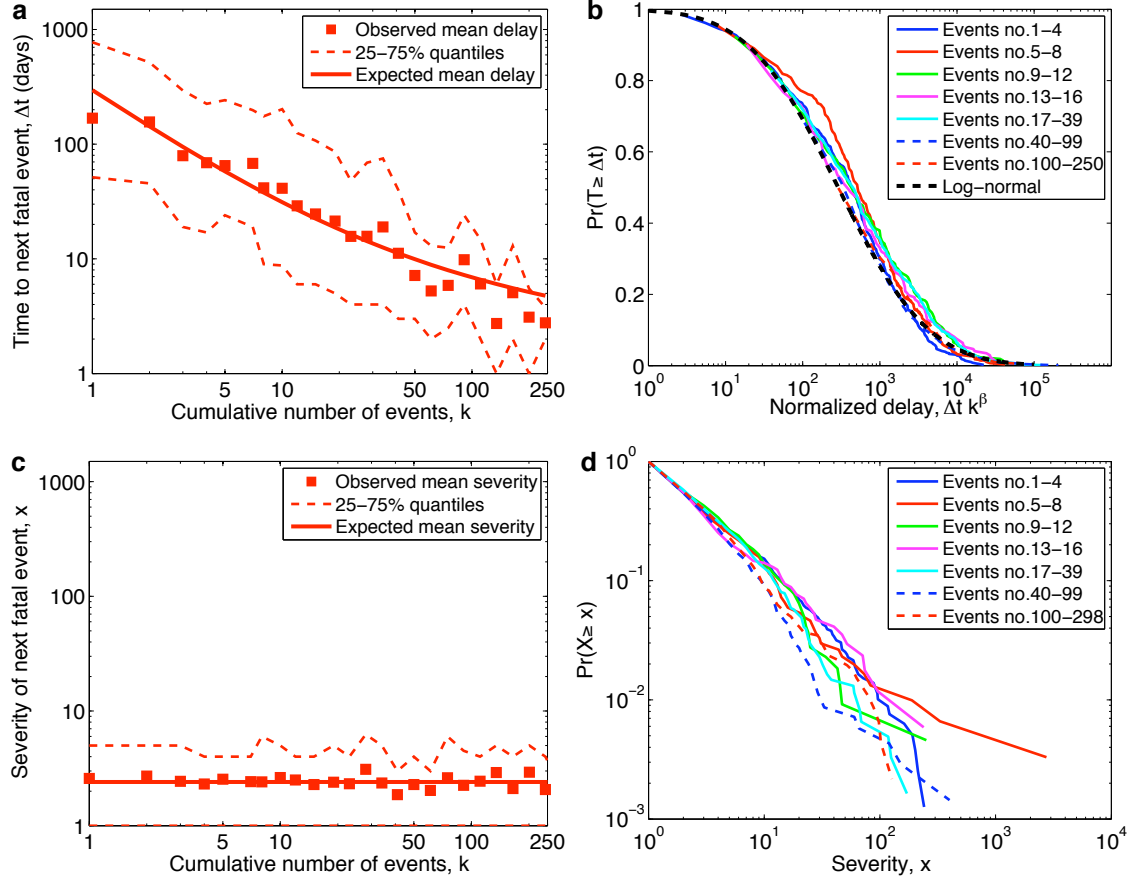 a
Time to next fatal event, Δt (days)
1000
100
10
1
Observed mean delay
25−75% quantiles
Expected mean delay
1 5 10 50 100 250
Cumulative number of events, k
b
Pr(T ≥ Δt)
1
0.8
0.6
0.4
0.2
0
Events no.1−4
Events no.5−8
Events no.9−12
Events no.13−16
Events no.17−39
Events no.40−99
Events no.100−250
Log−normal
10^0 10^1 10^2 10^3 10^4 10^5
Normalized delay, Δt k^β
c
Severity of next fatal event, x
1000
100
10
1
Observed mean severity
25−75% quantiles
Expected mean severity
1 5 10 50 100 250
Cumulative number of events, k
d
Pr(X ≥ x)
10^0
10^−1
10^−2
10^−3
Events no.1−4
Events no.5−8
Events no.9−12
Events no.13−16
Events no.17−39
Events no.40−99
Events no.100−298
10^0 10^1 10^2 10^3 10^4
Severity, x